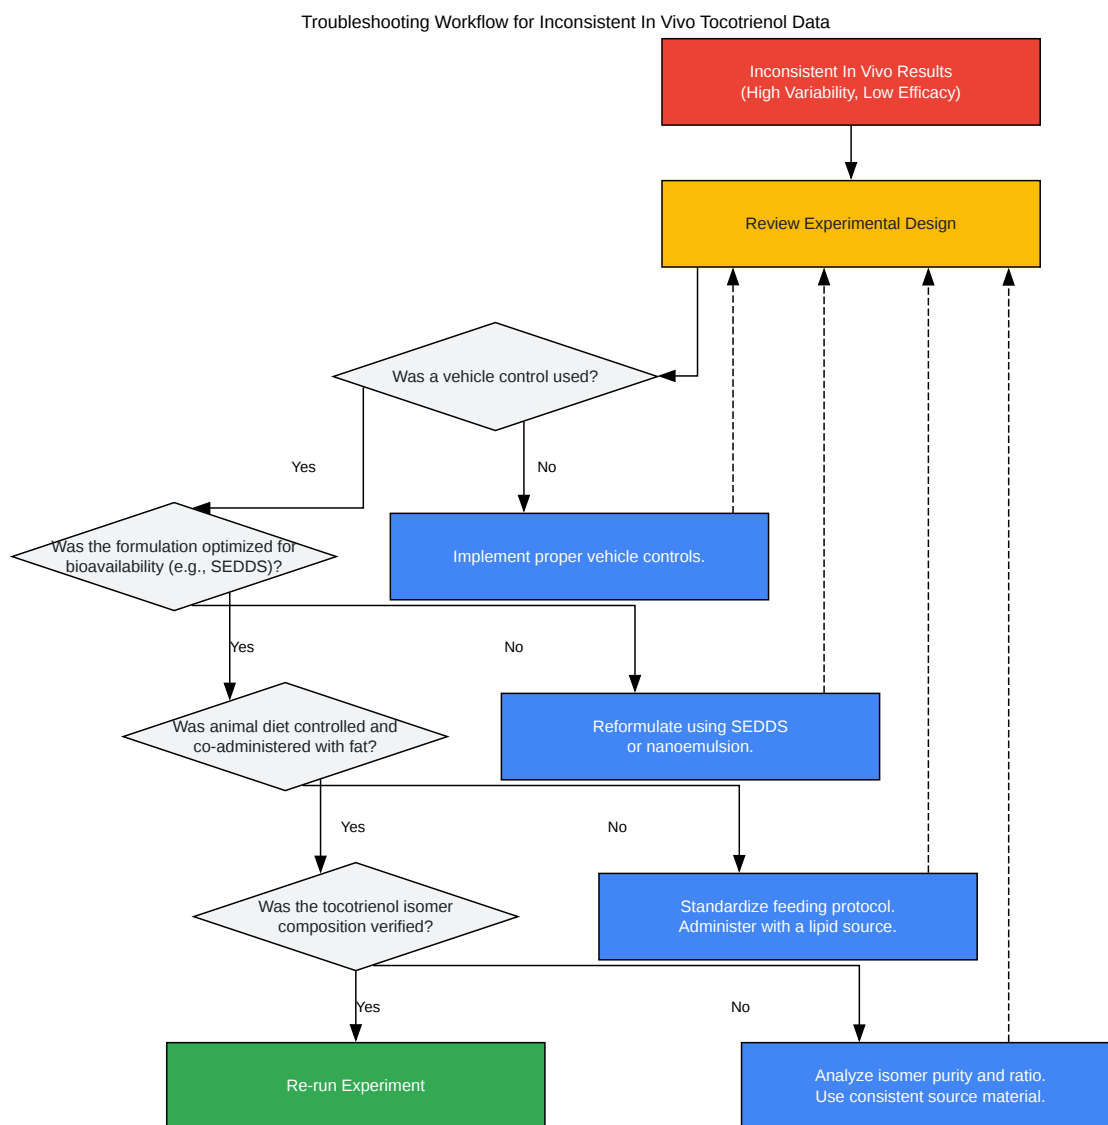 Troubleshooting Workflow for Inconsistent In Vivo Tocotrienol Data
Inconsistent In Vivo Results
(High Variability, Low Efficacy)
Review Experimental Design
Was a vehicle control used?
Yes
No
Was the formulation optimized for
bioavailability (e.g., SEDDS)?
Implement proper vehicle controls.
Yes
No
Was animal diet controlled and
co-administered with fat?
Reformulate using SEDDS
or nanoemulsion.
Yes
No
Was the tocotrienol isomer
composition verified?
Standardize feeding protocol.
Administer with a lipid source.
Yes
No
Re-run Experiment
Analyze isomer purity and ratio.
Use consistent source material.